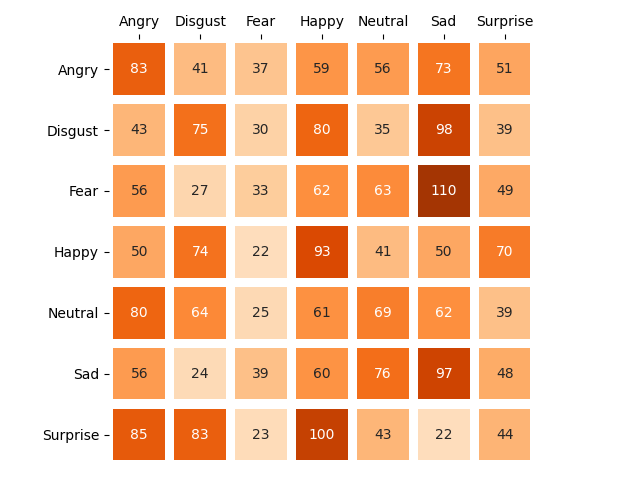 Angry Disgust Fear Happy Neutral Sad Surprise
Angry 83 41 37 59 56 73 51
Disgust 43 75 30 80 35 98 39
Fear 56 27 33 62 63 110 49
Happy 50 74 22 93 41 50 70
Neutral 80 64 25 61 69 62 39
Sad 56 24 39 60 76 97 48
Surprise 85 83 23 100 43 22 44